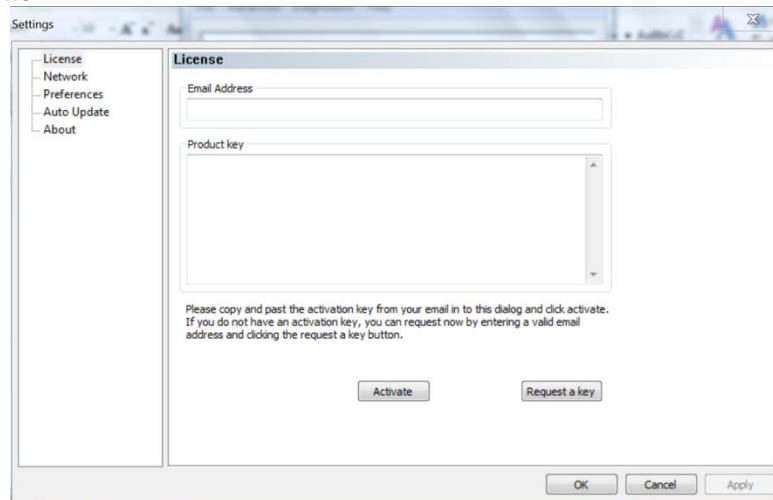 Settings
License
Network
Preferences
Auto Update
About
License
Email Address
Product key
Please copy and past the activation key from your email in to this dialog and click activate.
If you do not have an activation key, you can request now by entering a valid email
address and clicking the request a key button.
Activate
Request a key
OK
Cancel
Apply